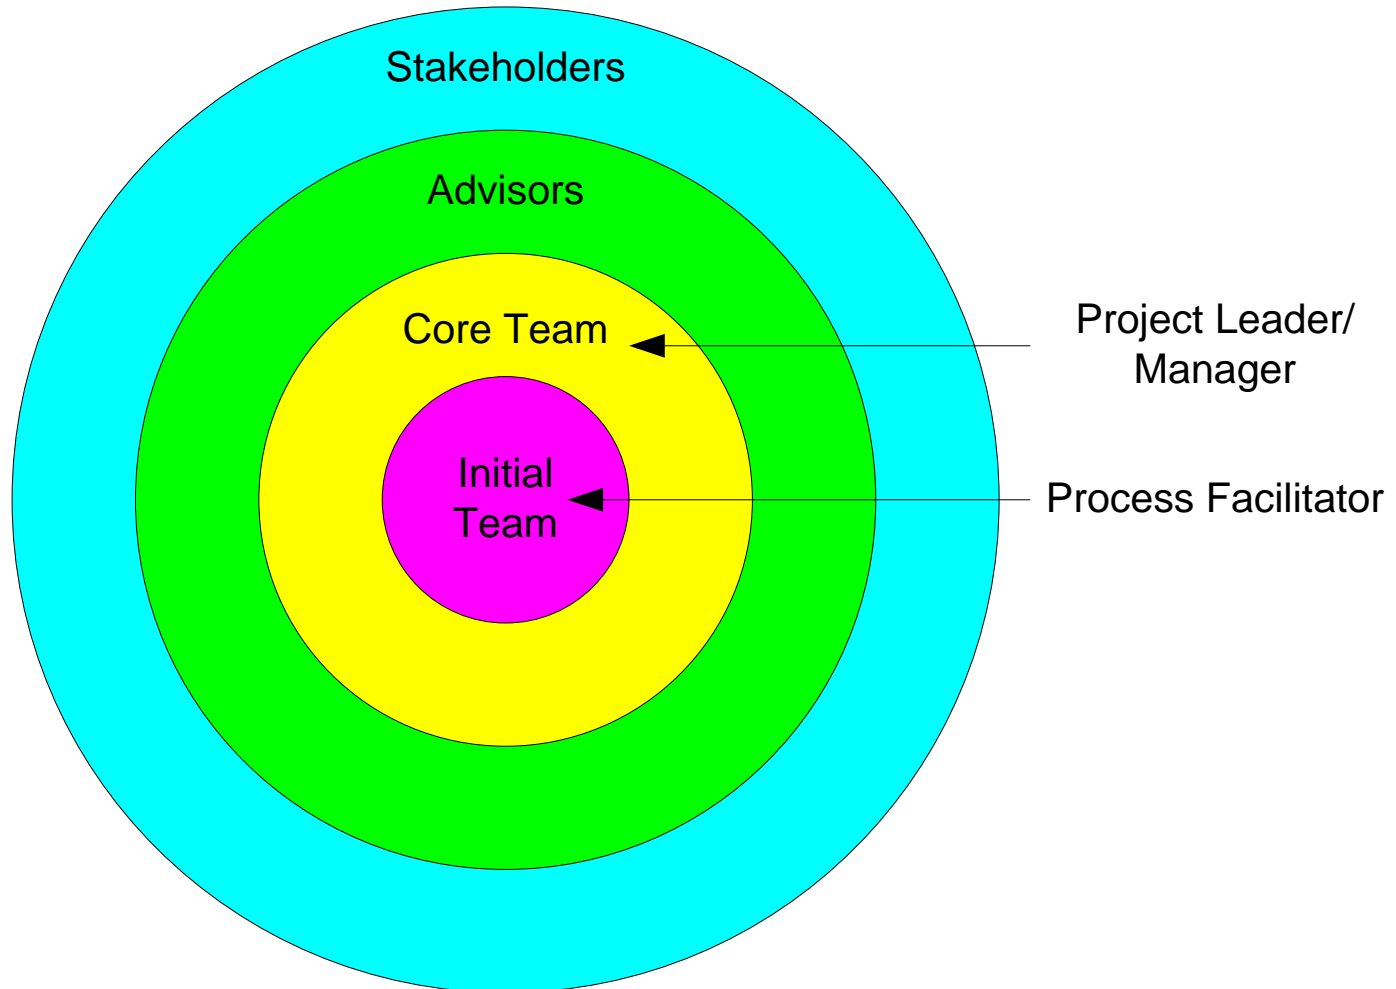 Stakeholders
Advisors
Core Team
Project Leader/
Manager
Initial
Team
Process Facilitator